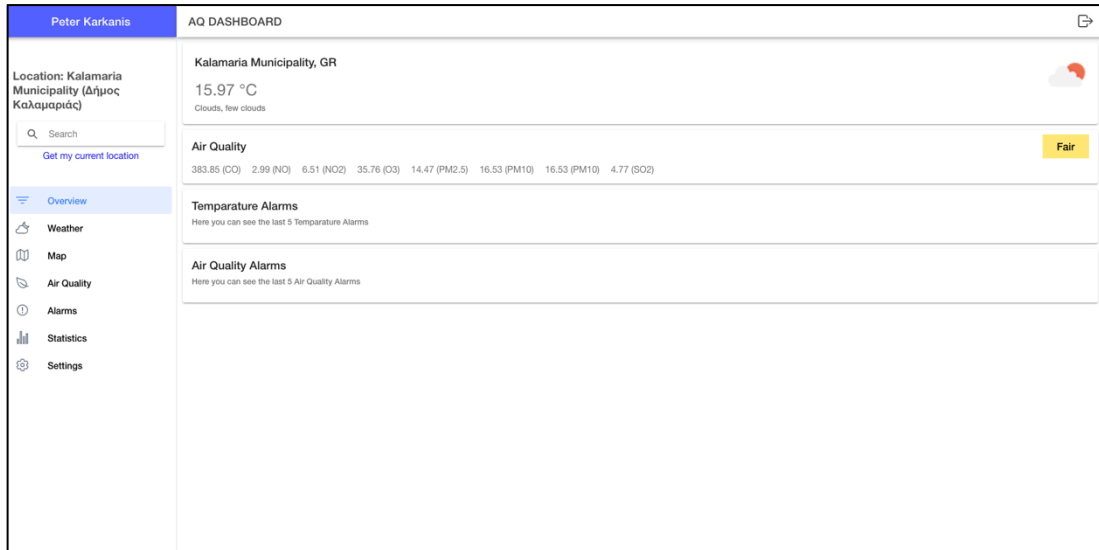 Peter Karkanis
AQ DASHBOARD
Location: Kalamaria
Municipality (Δήμος
Καλαμαριάς)
Search
Get my current location
Overview
Weather
Map
Air Quality
Alarms
Statistics
Settings
Kalamaria Municipality, GR
15.97 °C
Clouds, few clouds
Air Quality
Fair
383.85 (CO) 2.99 (NO) 6.51 (NO2) 35.76 (O3) 14.47 (PM2.5) 16.53 (PM10) 16.53 (PM10) 4.77 (SO2)
Temparature Alarms
Here you can see the last 5 Temparature Alarms
Air Quality Alarms
Here you can see the last 5 Air Quality Alarms